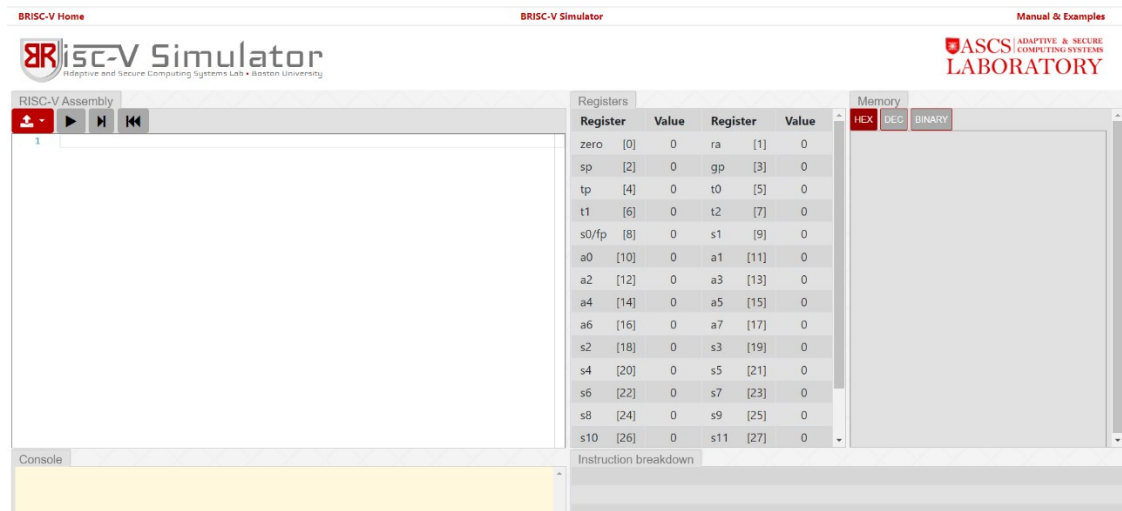 BRISC-V Home BRISC-V Simulator Manual & Examples
BRisc-V Simulator
Adaptive and Secure Computing Systems Lab • Boston University
ASCS ADAPTIVE & SECURE COMPUTING SYSTEMS
LABORATORY
RISC-V Assembly
1
Registers
Register Value Register Value
zero [0] 0 ra [1] 0
sp [2] 0 gp [3] 0
tp [4] 0 t0 [5] 0
t1 [6] 0 t2 [7] 0
s0/fp [8] 0 s1 [9] 0
a0 [10] 0 a1 [11] 0
a2 [12] 0 a3 [13] 0
a4 [14] 0 a5 [15] 0
a6 [16] 0 a7 [17] 0
s2 [18] 0 s3 [19] 0
s4 [20] 0 s5 [21] 0
s6 [22] 0 s7 [23] 0
s8 [24] 0 s9 [25] 0
s10 [26] 0 s11 [27] 0
Memory
HEX DEC BINARY
Console
Instruction breakdown